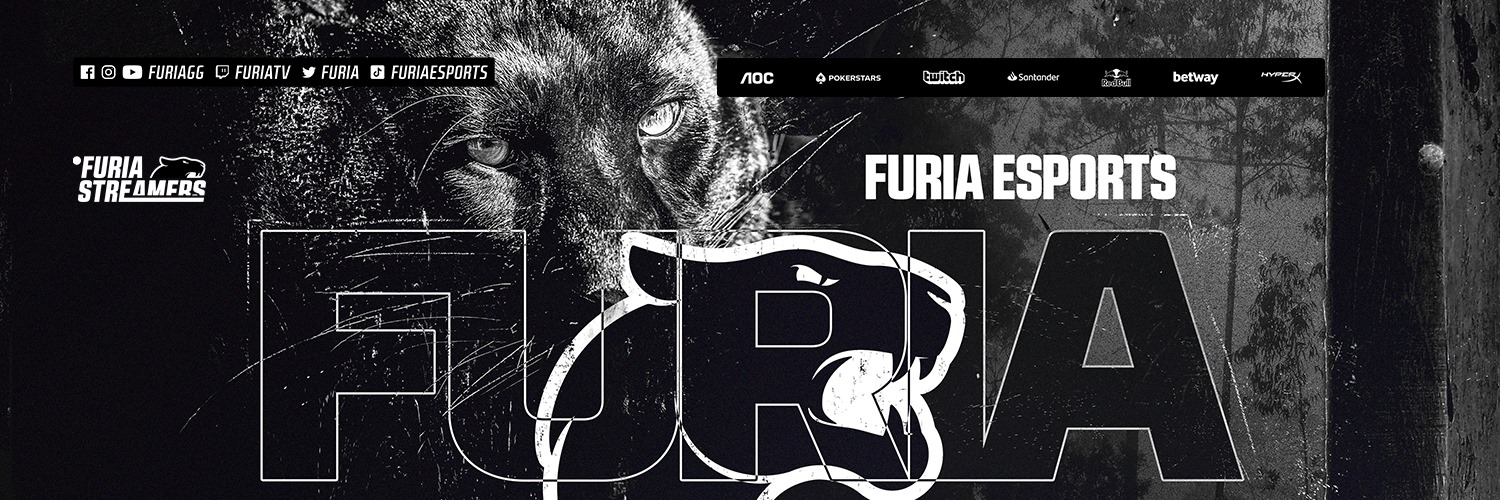 FURIAGG FURIATV FURIA FURIAESPORTS
AOC POKERSTARS twitch Santander Red Bull betway HYPERX
FURIA
STREAMERS
FURIA ESPORTS
FURIA